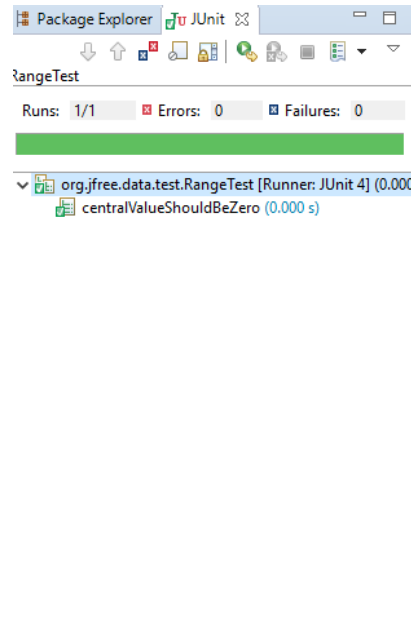 Package Explorer JUnit
RangeTest
Runs: 1/1 Errors: 0 Failures: 0
org.jfree.data.test.RangeTest [Runner: JUnit 4] (0.000
centralValueShouldBeZero (0.000 s)